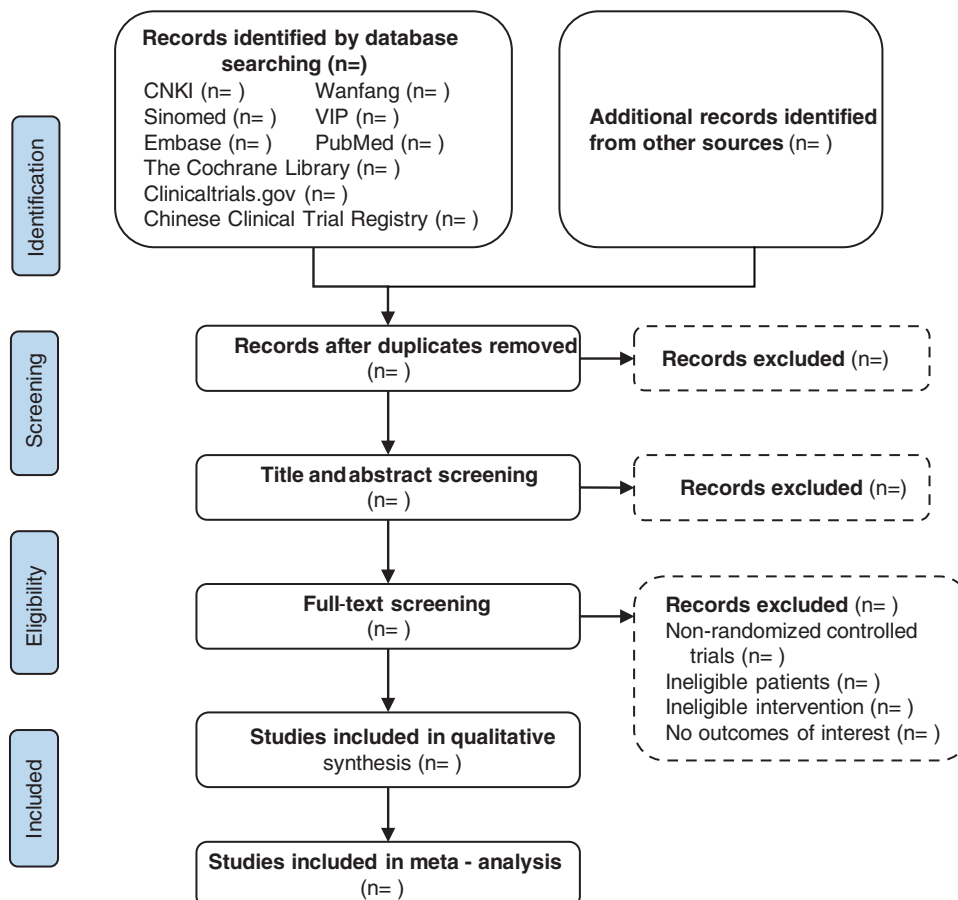 Identification
Records identified by database
searching (n=)
CNKI (n= ) Wanfang (n= )
Sinomed (n= ) VIP (n= )
Embase (n= ) PubMed (n= )
The Cochrane Library (n= )
Clinicaltrials.gov (n= )
Chinese Clinical Trial Registry (n= )
Additional records identified
from other sources (n= )
Screening
Records after duplicates removed
(n= )
Records excluded (n=)
Title and abstract screening
(n= )
Records excluded (n=)
Eligibility
Full-text screening
(n= )
Records excluded (n= )
Non-randomized controlled
trials (n= )
Ineligible patients (n= )
Ineligible intervention (n= )
No outcomes of interest (n= )
Included
Studies included in qualitative
synthesis (n= )
Studies included in meta - analysis
(n= )